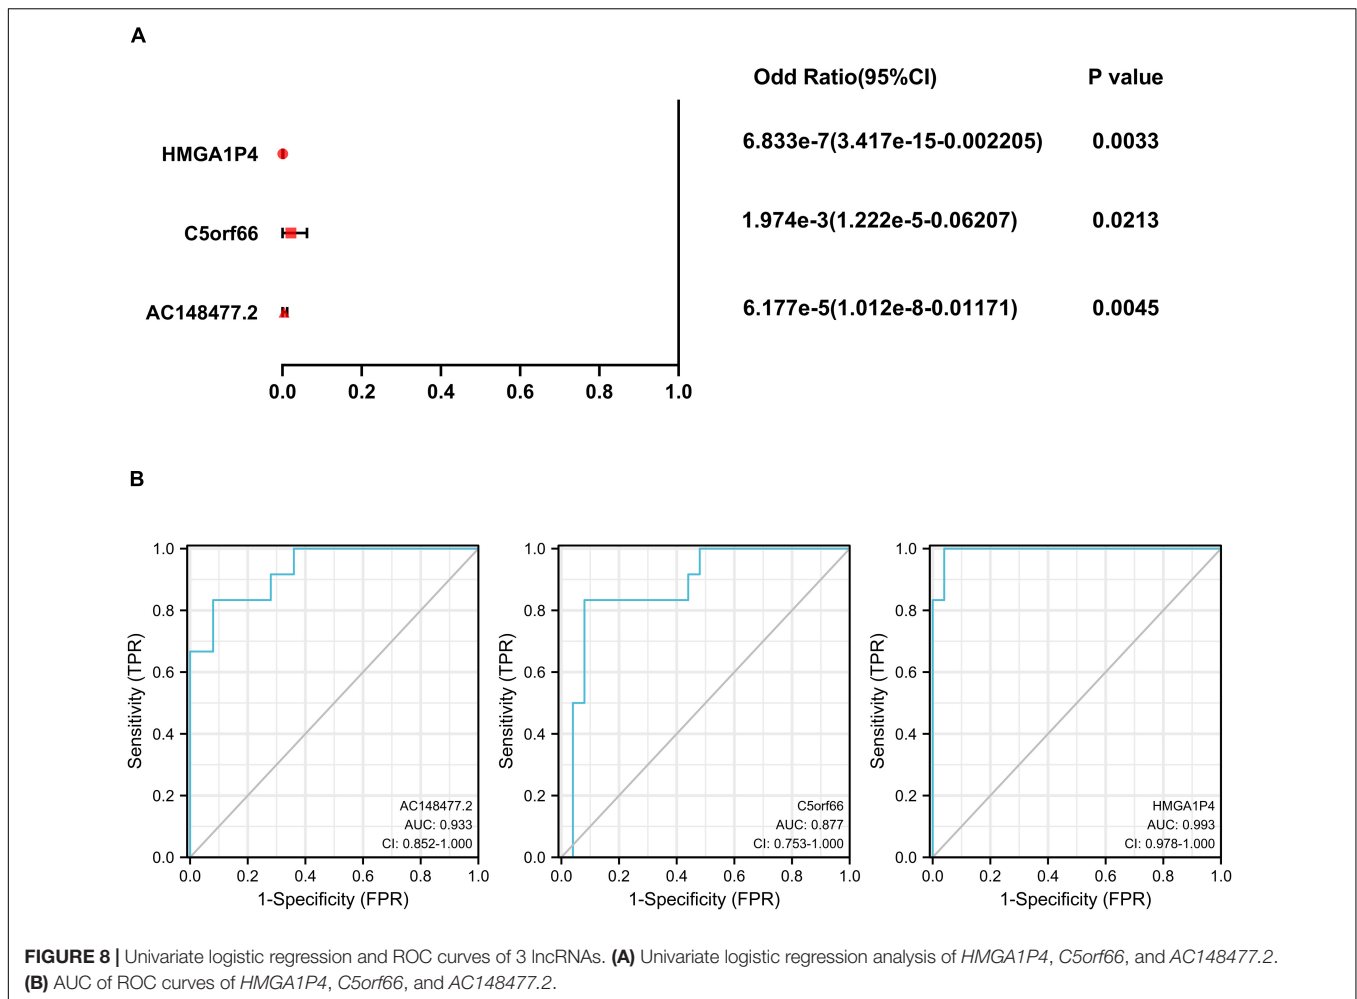 A
Odd Ratio(95%CI) P value
HMGA1P4 6.833e-7(3.417e-15-0.002205) 0.0033
C5orf66 1.974e-3(1.222e-5-0.06207) 0.0213
AC148477.2 6.177e-5(1.012e-8-0.01171) 0.0045
0.0 0.2 0.4 0.6 0.8 1.0
B
1.0
0.8
0.6
0.4
0.2
0.0
Sensitivity (TPR)
AC148477.2
AUC: 0.933
CI: 0.852-1.000
0.0 0.2 0.4 0.6 0.8 1.0
1-Specificity (FPR)
1.0
0.8
0.6
0.4
0.2
0.0
Sensitivity (TPR)
C5orf66
AUC: 0.877
CI: 0.753-1.000
0.0 0.2 0.4 0.6 0.8 1.0
1-Specificity (FPR)
1.0
0.8
0.6
0.4
0.2
0.0
Sensitivity (TPR)
HMGA1P4
AUC: 0.993
CI: 0.978-1.000
0.0 0.2 0.4 0.6 0.8 1.0
1-Specificity (FPR)
FIGURE 8 | Univariate logistic regression and ROC curves of 3 lncRNAs. (A) Univariate logistic regression analysis of HMGA1P4, C5orf66, and AC148477.2.
(B) AUC of ROC curves of HMGA1P4, C5orf66, and AC148477.2.